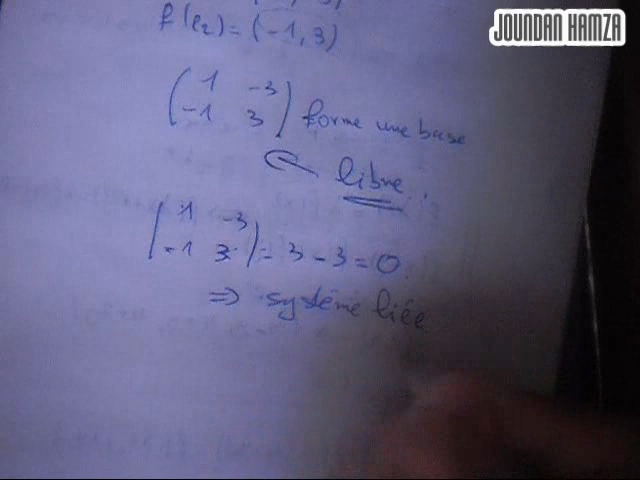 JOUNDAN HAMZA
f(e₂) = (-1, 3)
( 1 -3
-1 3 ) forme une base
libre.
| 1 -3
-1 3 | = 3 - 3 = 0.
⇒ système liée